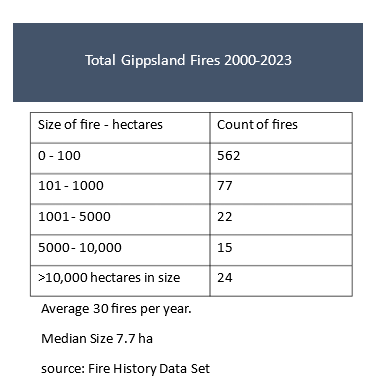 Total Gippsland Fires 2000-2023
Size of fire - hectares Count of fires
0 - 100 562
101 - 1000 77
1001 - 5000 22
5000 - 10,000 15
>10,000 hectares in size 24
Average 30 fires per year.
Median Size 7.7 ha
source: Fire History Data Set